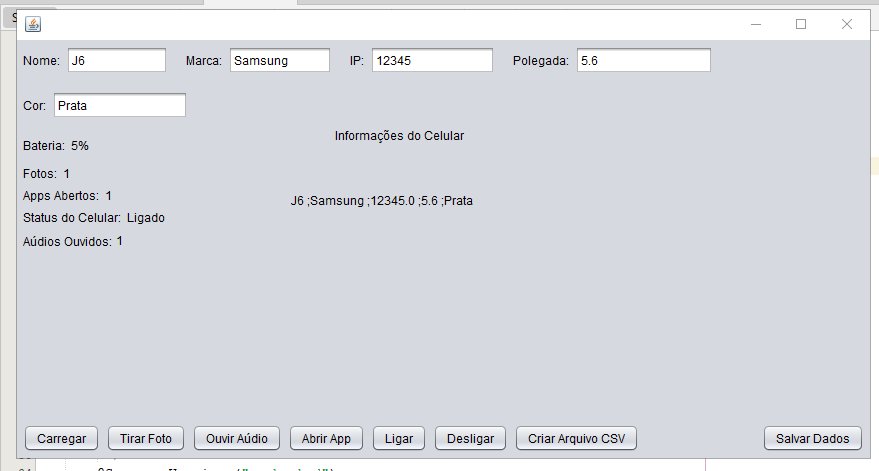 Nome: J6 Marca: Samsung IP: 12345 Polegada: 5.6
Cor: Prata
Informações do Celular
Bateria: 5%
Fotos: 1
Apps Abertos: 1
J6 ;Samsung ;12345.0 ;5.6 ;Prata
Status do Celular: Ligado
Aúdios Ouvidos: 1
Carregar Tirar Foto Ouvir Aúdio Abrir App Ligar Desligar Criar Arquivo CSV Salvar Dados